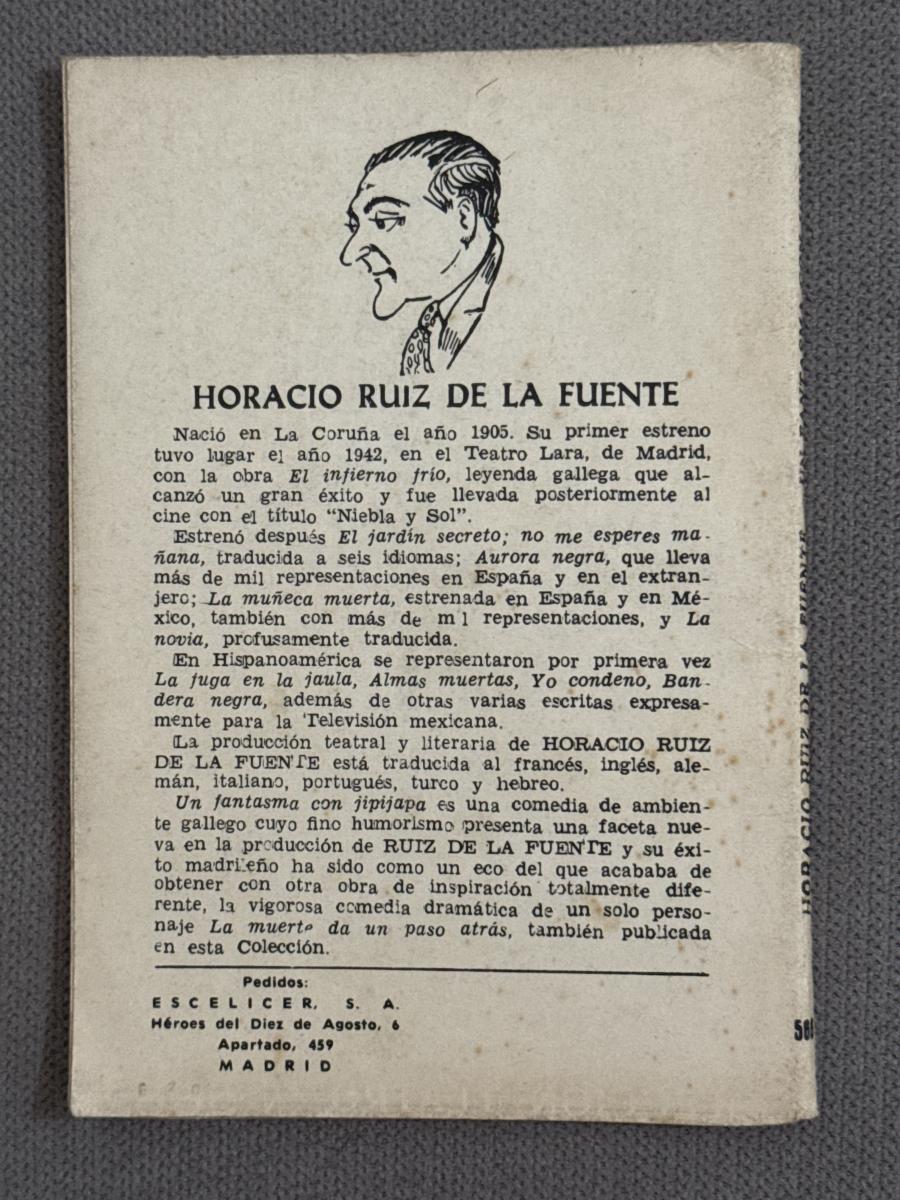 HORACIO RUIZ DE LA FUENTE
Nació en La Coruña el año 1905. Su primer estreno
tuvo lugar el año 1942, en el Teatro Lara, de Madrid,
con la obra El infierno frío, leyenda gallega que al-
canzó un gran éxito y fue llevada posteriormente al
cine con el título "Niebla y Sol".
Estrenó después El jardín secreto; no me esperes ma-
ñana, traducida a seis idiomas; Aurora negra, que lleva
más de mil representaciones en España y en el extran-
jero; La muñeca muerta, estrenada en España y en Mé-
xico, también con más de m l representaciones, y La
novia, profusamente traducida.
En Hispanoamérica se representaron por primera vez
La fuga en la jaula, Almas muertas, Yo condeno, Ban-
dera negra, además de otras varias escritas expresa-
mente para la Televisión mexicana.
La producción teatral y literaria de HORACIO RUIZ
DE LA FUENTE está traducida al francés, inglés, ale-
mán, italiano, portugués, turco y hebreo.
Un fantasma con jipijapa es una comedia de ambien-
te gallego cuyo fino humorismo presenta una faceta nue-
va en la producción de RUIZ DE LA FUENTE y su éxi-
to madrileño ha sido como un eco del que acababa de
obtener con otra obra de inspiración totalmente dife-
rente, la vigorosa comedia dramática de un solo perso-
naje La muerte da un paso atrás, también publicada
en esta Colección.
Pedidos:
ESCELICER, S. A.
Héroes del Diez de Agosto, 6
Apartado, 459
MADRID
HORACIO RUIZ DE LA FUENTE